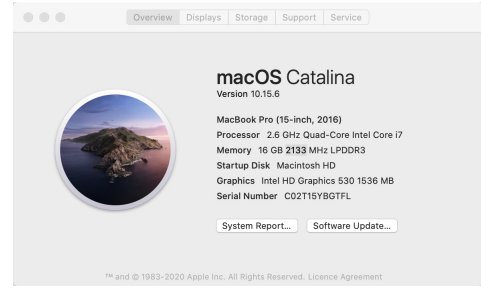 Overview Displays Storage Support Service
macOS Catalina
Version 10.15.6
MacBook Pro (15-inch, 2016)
Processor 2.6 GHz Quad-Core Intel Core i7
Memory 16 GB 2133 MHz LPDDR3
Startup Disk Macintosh HD
Graphics Intel HD Graphics 530 1536 MB
Serial Number C02T15YBGTFL
System Report... Software Update...
™ and © 1983-2020 Apple Inc. All Rights Reserved. Licence Agreement